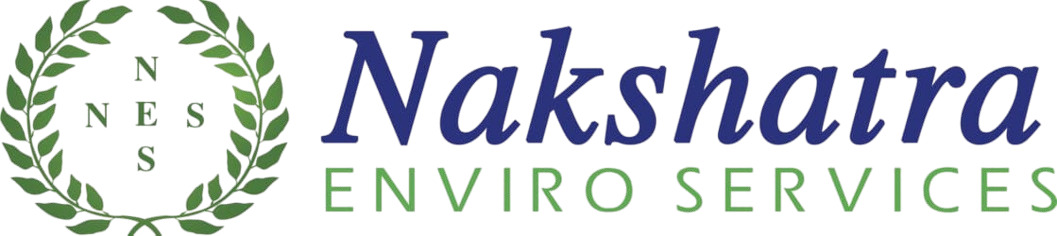 N
N E S
S
Nakshatra
ENVIRO SERVICES